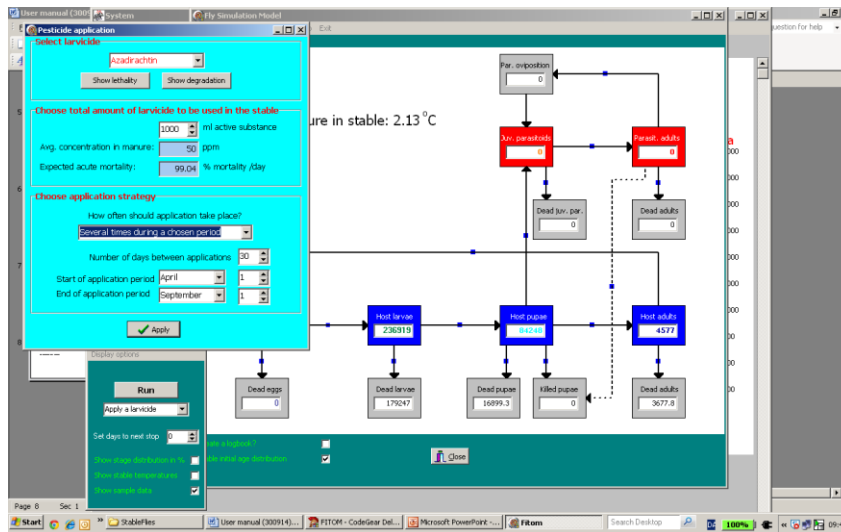 User manual (3009
System
Fly Simulation Model
Exit
uestion for help
Pesticide application
Select larvicide
Azadirachtin
Show lethality
Show degradation
Choose total amount of larvicide to be used in the stable
1000
ml active substance
Avg. concentration in manure:
50
ppm
Expected acute mortality:
99.04
% mortality /day
Choose application strategy
How often should application take place?
Several times during a chosen period
Number of days between applications
30
Start of application period
April
1
End of application period
September
1
Apply
ure in stable: 2.13 °C
Par. oviposition
0
Juv. parasitoids
0
Parasit. adults
0
Dead juv. par.
0
Dead adults
0
Host larvae
236919
Host pupae
84248
Host adults
4577
Dead eggs
0
Dead larvae
179247
Dead pupae
16899.3
Killed pupae
0
Dead adults
3677.8
Display options
Run
Apply a larvicide
Set days to next stop
0
Show stage distribution in %
Show stable temperatures
Show sample data
ate a logbook?
ble initial age distribution
Close
Page 8
Sec 1
Start
StableFlies
User manual (300914)...
FITOM - CodeGear Del...
Microsoft PowerPoint -...
Fitom
Search Desktop
100%